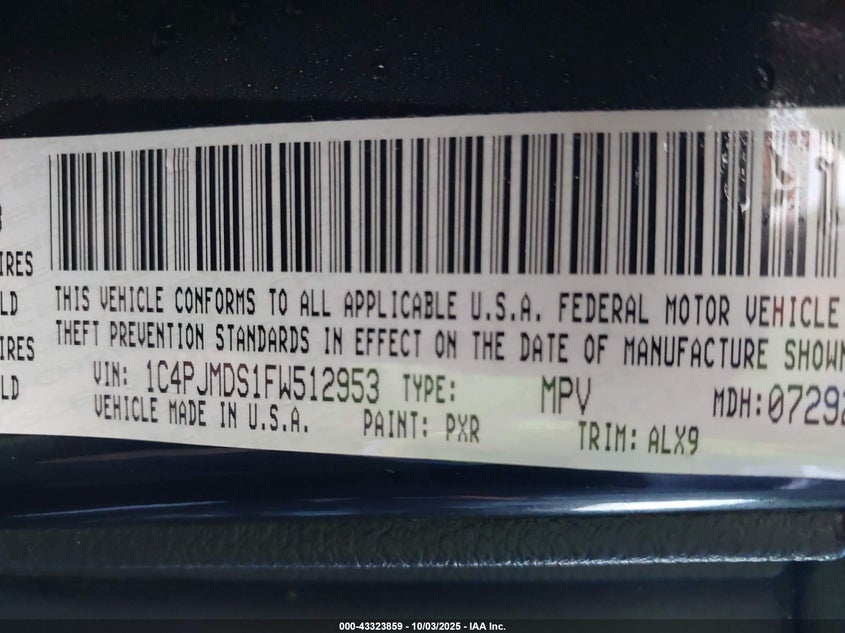 IRES
LD
IRES
LD
THIS VEHICLE CONFORMS TO ALL APPLICABLE U.S.A. FEDERAL MOTOR VEHICLE
THEFT PREVENTION STANDARDS IN EFFECT ON THE DATE OF MANUFACTURE SHOWN
VIN: 1C4PJMDS1FW512953 TYPE: MPV MDH:07292
VEHICLE MADE IN U.S.A. PAINT: PXR TRIM: ALX9
000-43323859 - 10/03/2025 - IAA Inc.